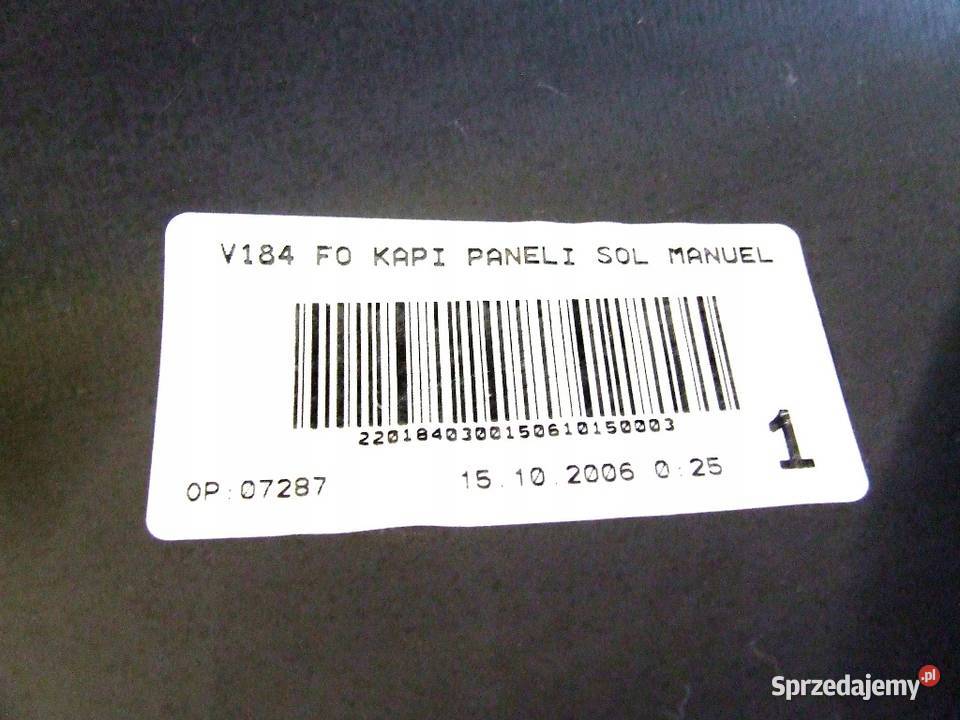 V184 FO KAPI PANELI SOL MANUEL
2201840300150610150003
1
OP:07287 15.10.2006 0:25
Sprzedajemy.pl